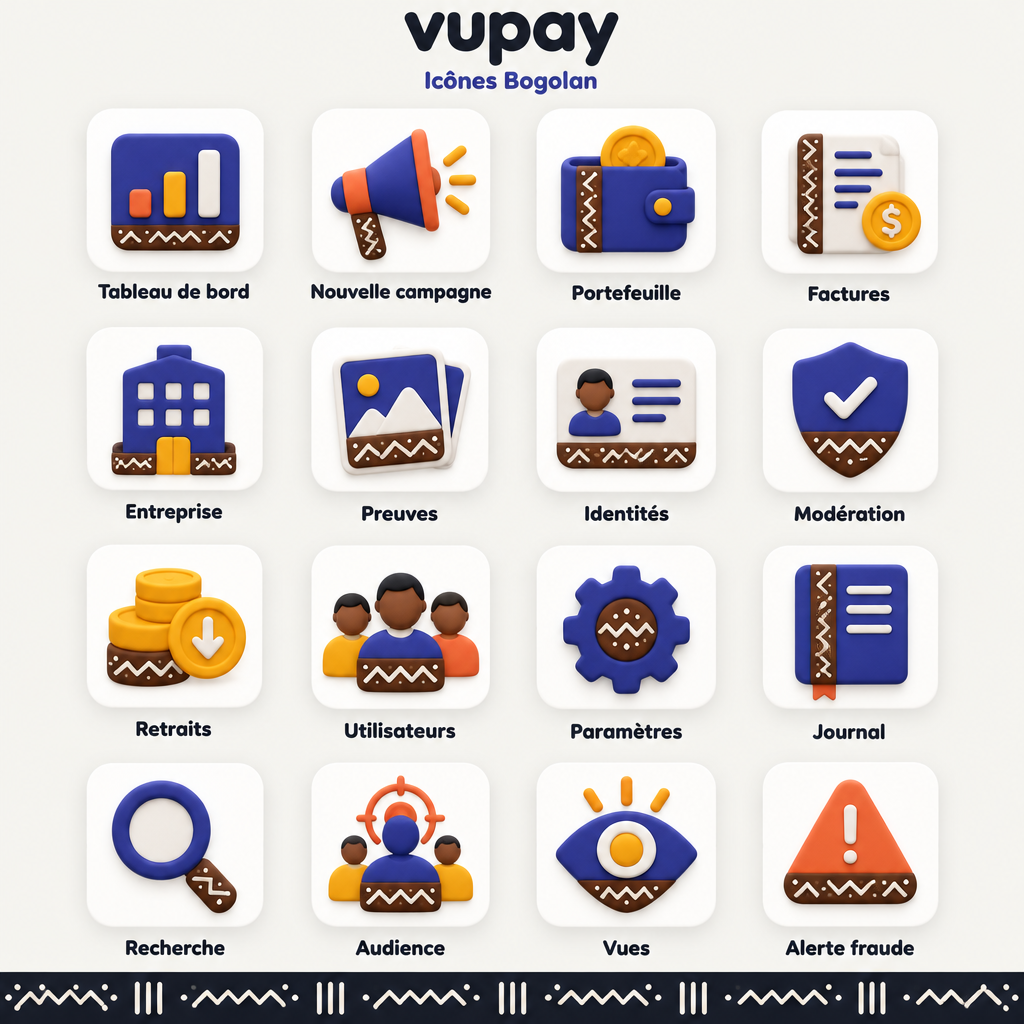 vupay
Icônes Bogolan
$
Tableau de bord
Nouvelle campagne
Portefeuille
Factures
Entreprise
Preuves
Identités
Modération
Retraits
Utilisateurs
Paramètres
Journal
!
Recherche
Audience
Vues
Alerte fraude